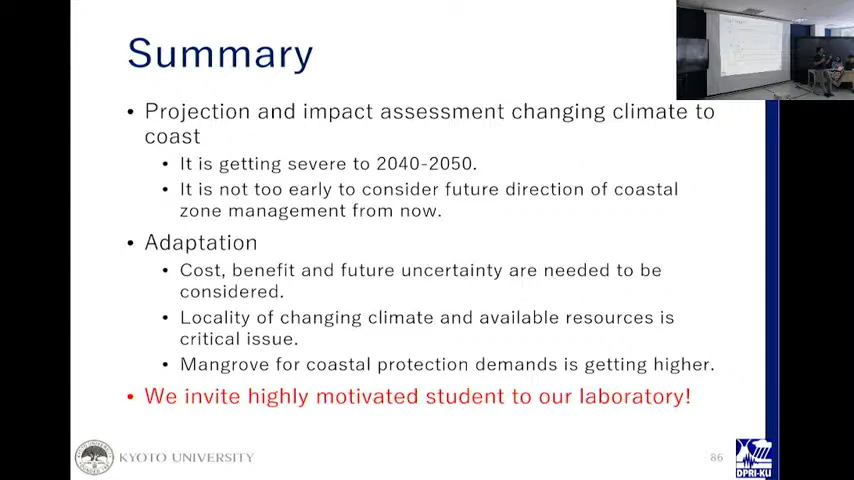 Summary
• Projection and impact assessment changing climate to
coast
• It is getting severe to 2040-2050.
• It is not too early to consider future direction of coastal
zone management from now.
• Adaptation
• Cost, benefit and future uncertainty are needed to be
considered.
• Locality of changing climate and available resources is
critical issue.
• Mangrove for coastal protection demands is getting higher.
• We invite highly motivated student to our laboratory!
KYOTO UNIVERSITY
86
DPRI-KU